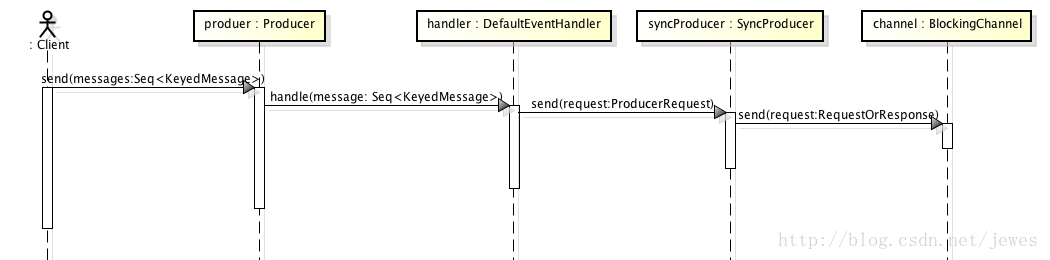 : Client
produer : Producer
handler : DefaultEventHandler
syncProducer : SyncProducer
channel : BlockingChannel
send(messages:Seq<KeyedMessage>)
handle(message: Seq<KeyedMessage>)
send(request:ProducerRequest)
send(request:RequestOrResponse)
http://blog.csdn.net/jewes